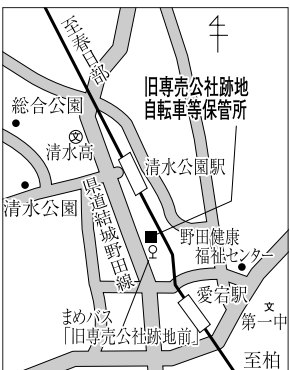 至春日部
旧専売公社跡地
自転車等保管所
総合公園
文
清水高
清水公園駅
清水公園
県道結城野田線
野田健康
福祉センター
愛宕駅
まめバス
「旧専売公社跡地前」
文
第一中
至柏